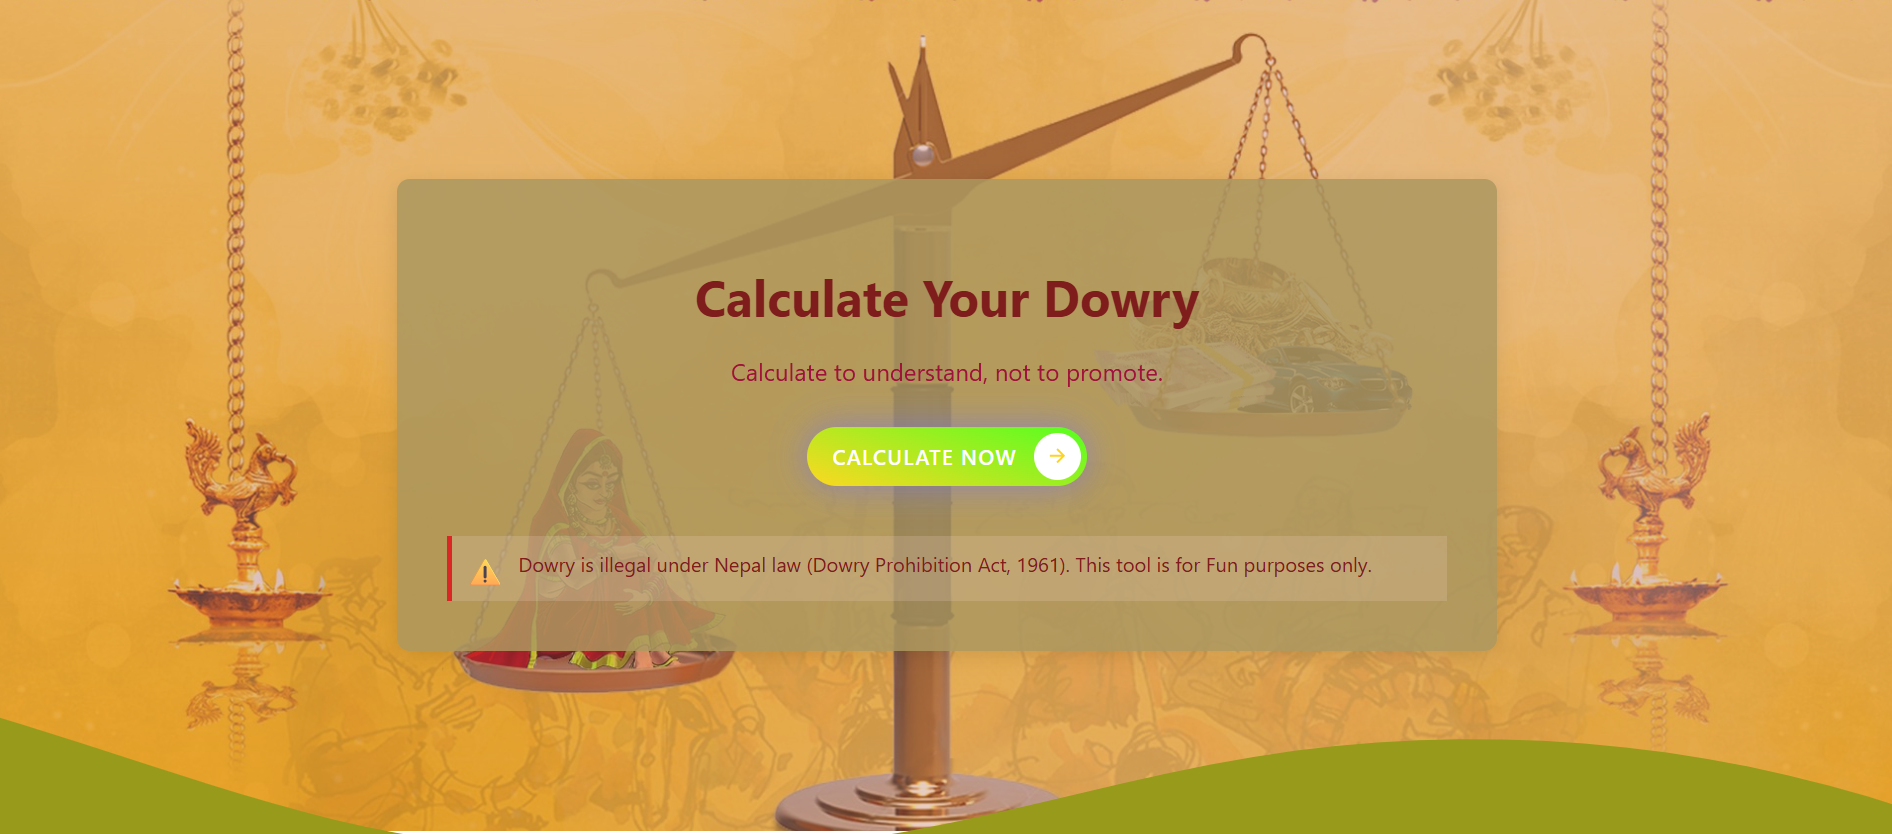 Calculate Your Dowry
Calculate to understand, not to promote.
CALCULATE NOW
Dowry is illegal under Nepal law (Dowry Prohibition Act, 1961). This tool is for Fun purposes only.